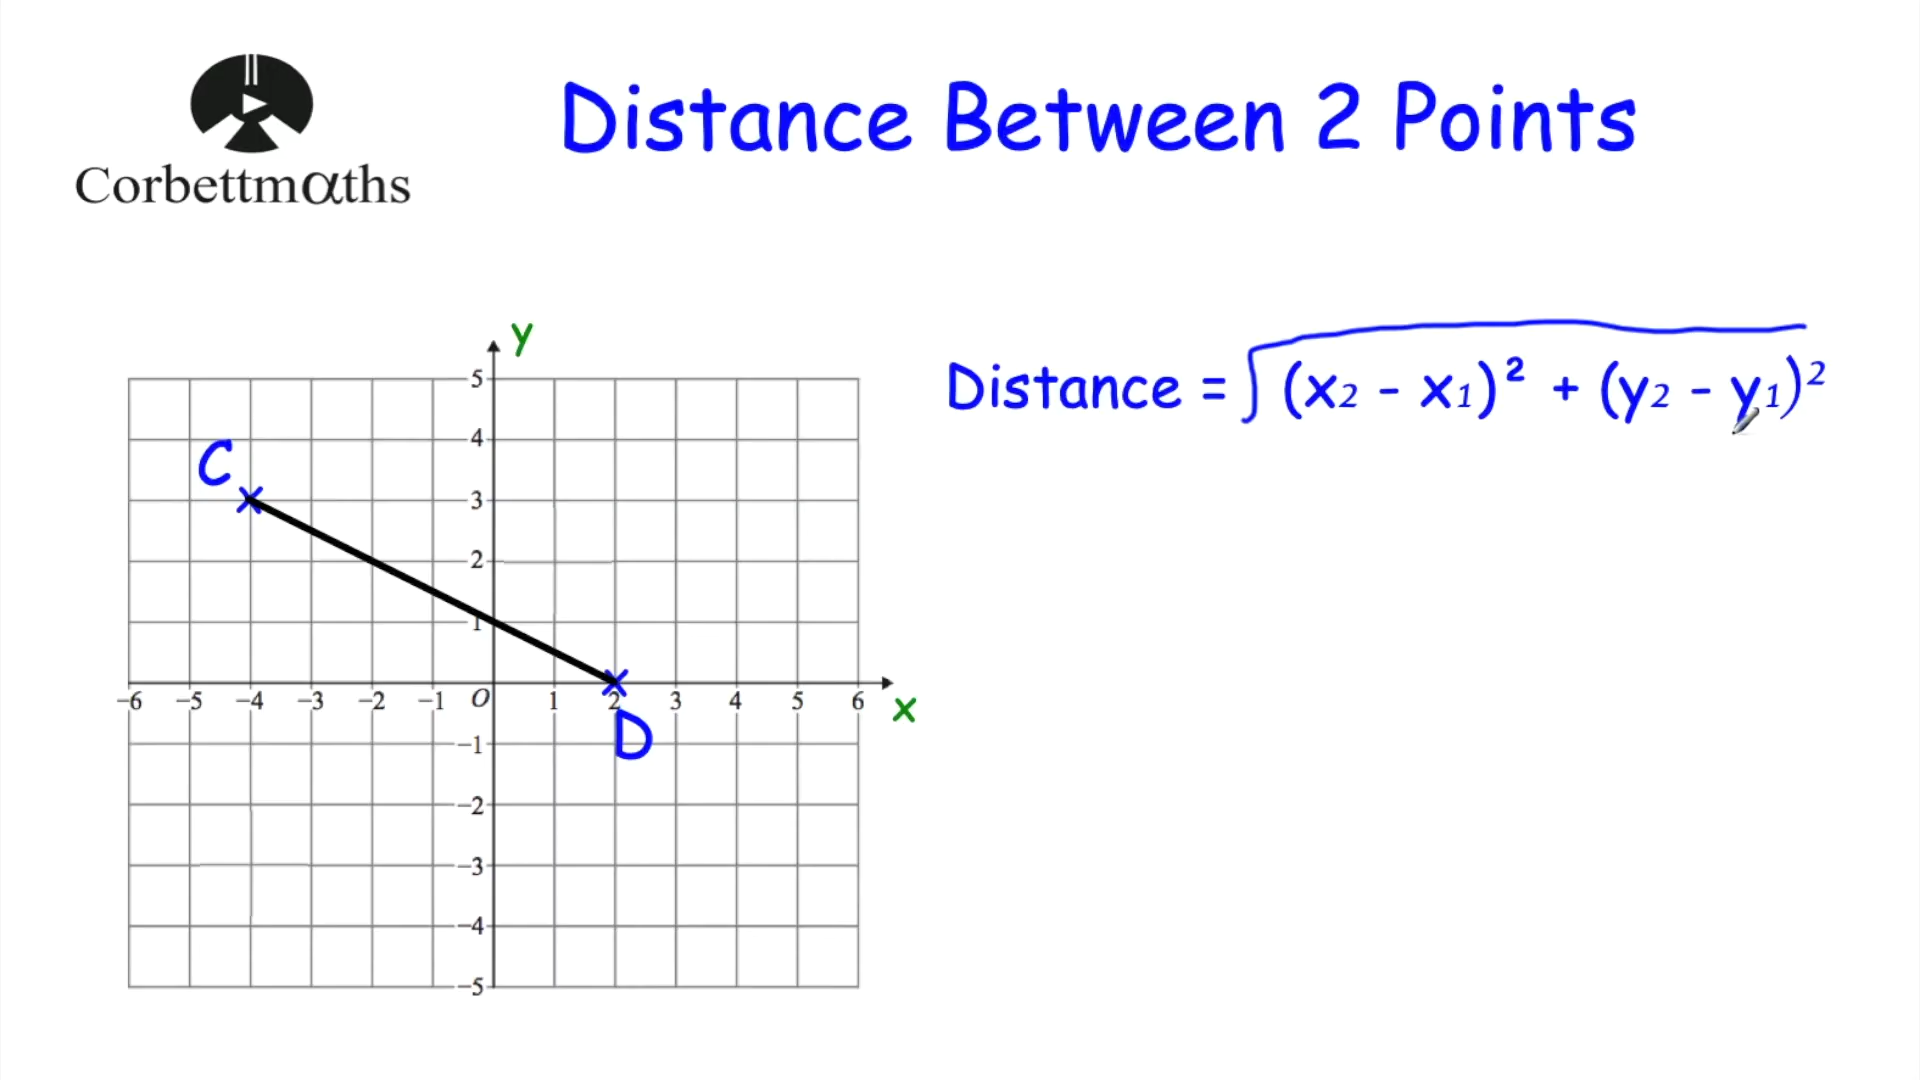 Corbettmαths
Distance Between 2 Points
Distance = √(x₂ - x₁)² + (y₂ - y₁)²
y
5
4
C
3
2
1
-6 -5 -4 -3 -2 -1 O 1 2 3 4 5 6 x
D
-1
-2
-3
-4
-5